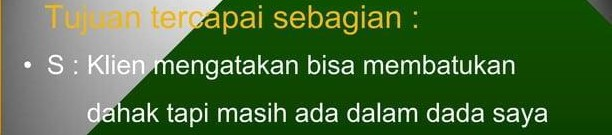 Tujuan tercapai sebagian :
• S : Klien mengatakan bisa membatukan
dahak tapi masih ada dalam dada saya